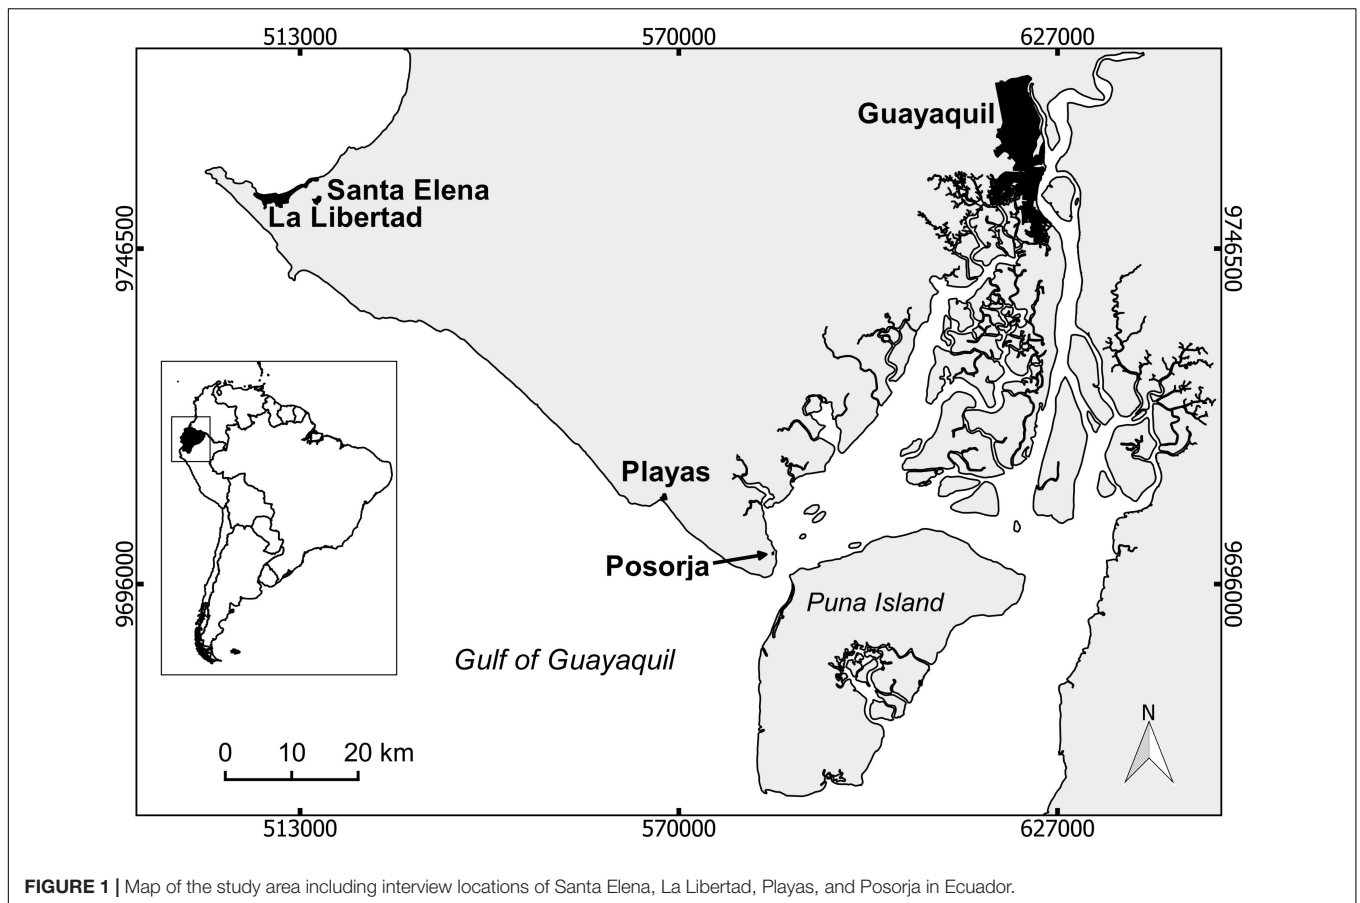 513000 570000 627000
Guayaquil
Santa Elena
La Libertad
9746500 9746500
Playas
Posorja
9696000 9696000
Puna Island
Gulf of Guayaquil
N
0 10 20 km
513000 570000 627000
FIGURE 1 | Map of the study area including interview locations of Santa Elena, La Libertad, Playas, and Posorja in Ecuador.